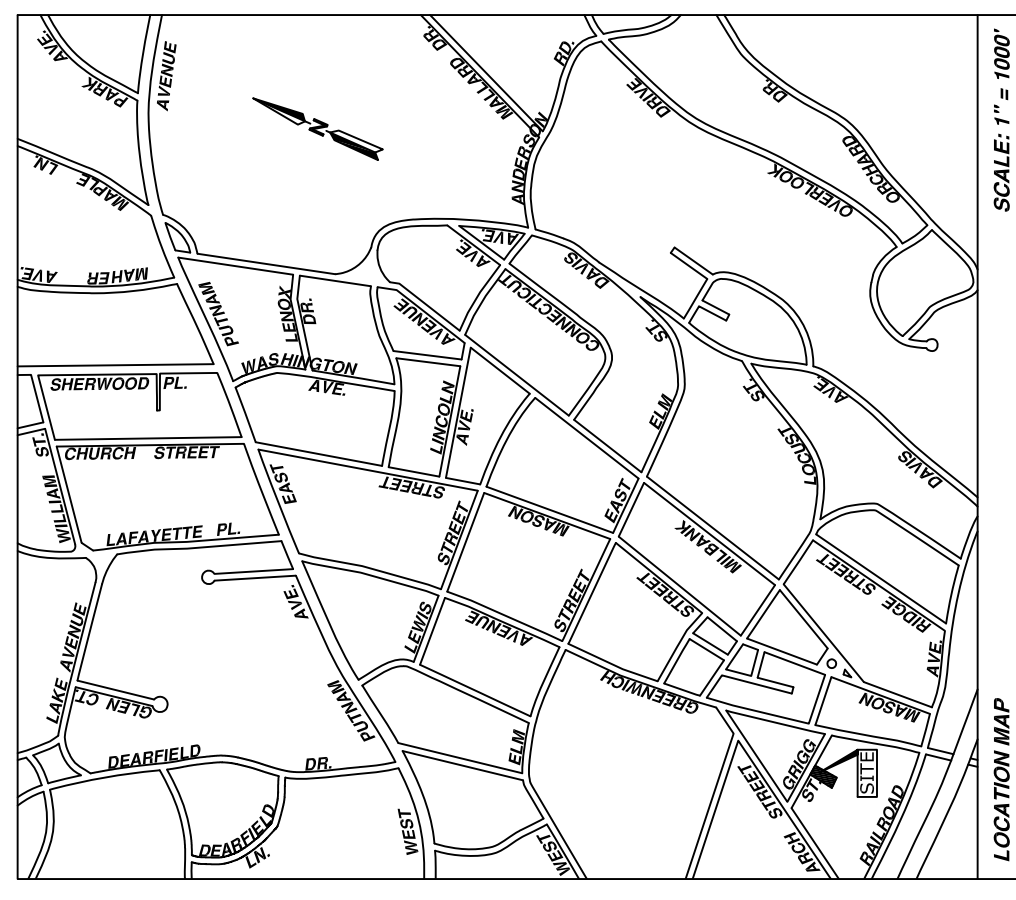 PARK AVE.
AVENUE
MALLARD DR.
ANDERSON RD.
DRIVE
OVERLOOK
ORCHARD DR.
SCALE: 1" = 1000'
N
MAPLE LN.
MAHER AVE.
PUTNAM
LENOX DR.
AVENUE
AVE.
AVE.
CONNECTICUT
DAVIS
ST.
WASHINGTON AVE.
SHERWOOD PL.
CHURCH STREET
WILLIAM ST.
LAFAYETTE PL.
EAST
LINCOLN AVE.
STREET
ELM
EAST
ST.
LOCUST
AVE.
DAVIS
MASON
STREET
MILBANK
STREET
STREET
RIDGE STREET
AVE.
AVE.
LEWIS
AVENUE
LAKE AVENUE
GLEN CT.
PUTNAM
GREENWICH
MASON
DEARFIELD DR.
ELM
DEARFIELD LN.
WEST
WEST
STREET
ARCH
GRIGG ST.
SITE
RAILROAD
LOCATION MAP